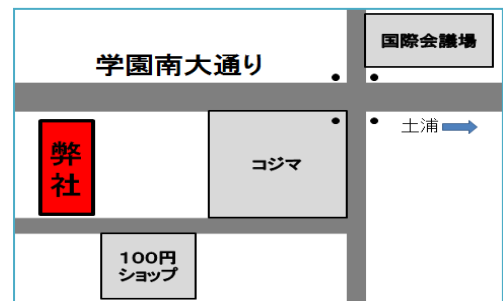 国際会議場
学園南大通り
土浦
弊
社
コジマ
100円
ショップ